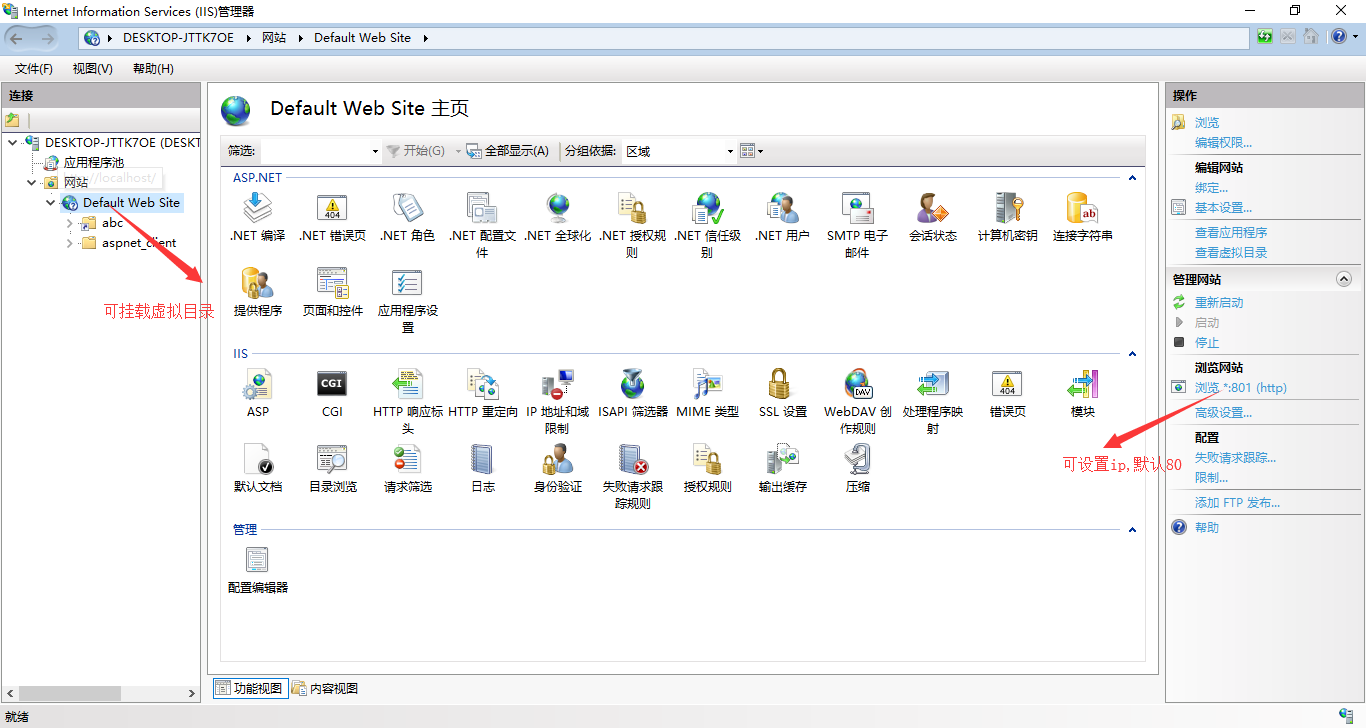 Internet Information Services (IIS)管理器
DESKTOP-JTTK7OE 网站 Default Web Site
文件(F) 视图(V) 帮助(H)
连接
DESKTOP-JTTK7OE (DESKT
应用程序池
网站
localhost/
Default Web Site
abc
aspnet_client
可挂载虚拟目录
Default Web Site 主页
筛选: 开始(G) 全部显示(A) 分组依据: 区域
ASP.NET
.NET 编译
.NET 错误页
.NET 角色
.NET 配置文
件
.NET 全球化
.NET 授权规
则
.NET 信任级
别
.NET 用户
SMTP 电子
邮件
会话状态
计算机密钥
连接字符串
提供程序
页面和控件
应用程序设
置
IIS
ASP
CGI
HTTP 响应标
头
HTTP 重定向
IP 地址和域
限制
ISAPI 筛选器
MIME 类型
SSL 设置
WebDAV 创
作规则
处理程序映
射
错误页
模块
默认文档
目录浏览
请求筛选
日志
身份验证
失败请求跟
踪规则
授权规则
输出缓存
压缩
管理
配置编辑器
功能视图 内容视图
操作
浏览
编辑权限...
编辑网站
绑定...
基本设置...
查看应用程序
查看虚拟目录
管理网站
重新启动
启动
停止
浏览网站
浏览 *:801 (http)
高级设置...
配置
失败请求跟踪...
限制...
添加 FTP 发布...
帮助
可设置ip,默认80
就绪